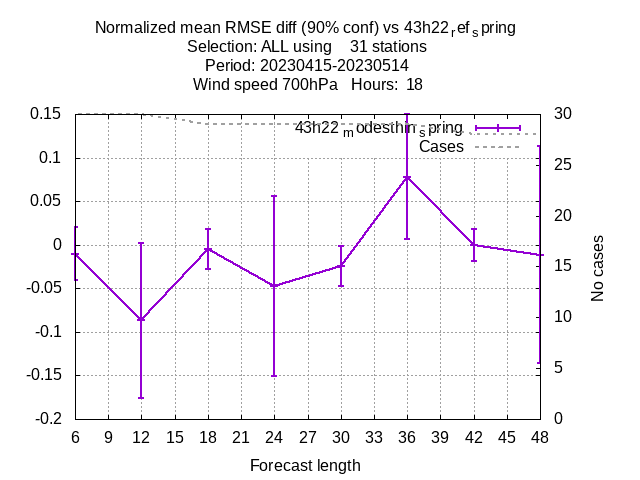 Normalized mean RMSE diff (90% conf) vs 43h22refspring
Selection: ALL using 31 stations
Period: 20230415-20230514
Wind speed 700hPa Hours: 18
0.15
0.1
0.05
0
-0.05
-0.1
-0.15
-0.2
43h22modesthinspring
Cases
30
25
20
15
10
5
0
No cases
6 9 12 15 18 21 24 27 30 33 36 39 42 45 48
Forecast length